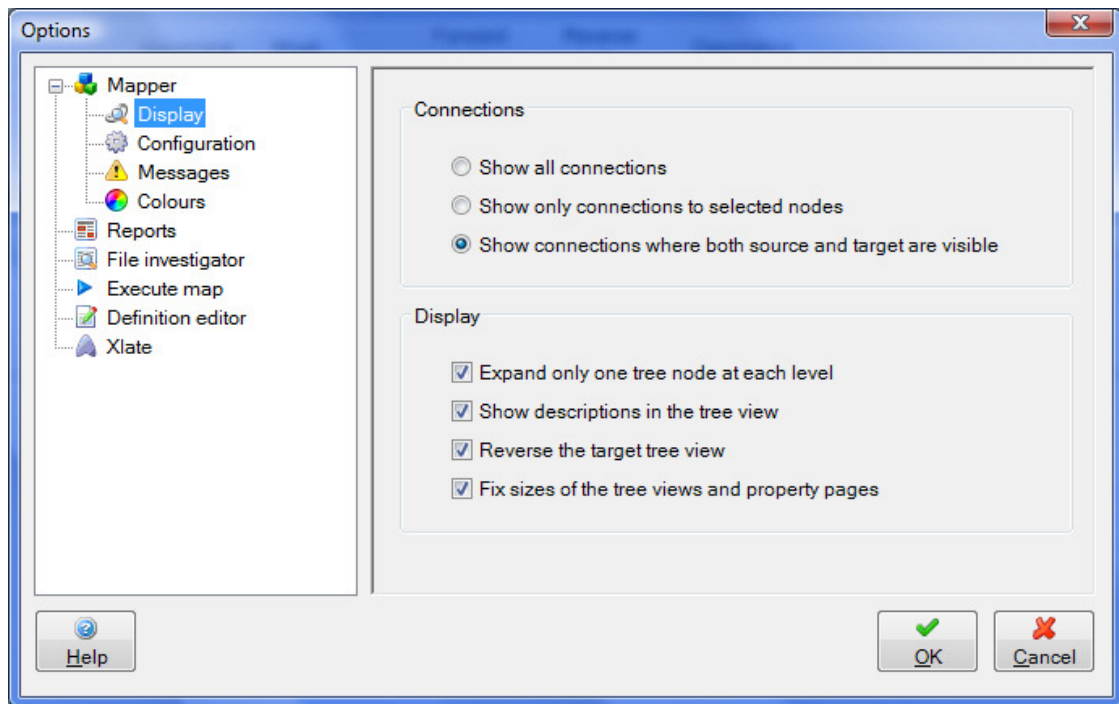 Options
Mapper
Display
Configuration
Messages
Colours
Reports
File investigator
Execute map
Definition editor
Xlate
Connections
Show all connections
Show only connections to selected nodes
Show connections where both source and target are visible
Display
Expand only one tree node at each level
Show descriptions in the tree view
Reverse the target tree view
Fix sizes of the tree views and property pages
Help
OK
Cancel